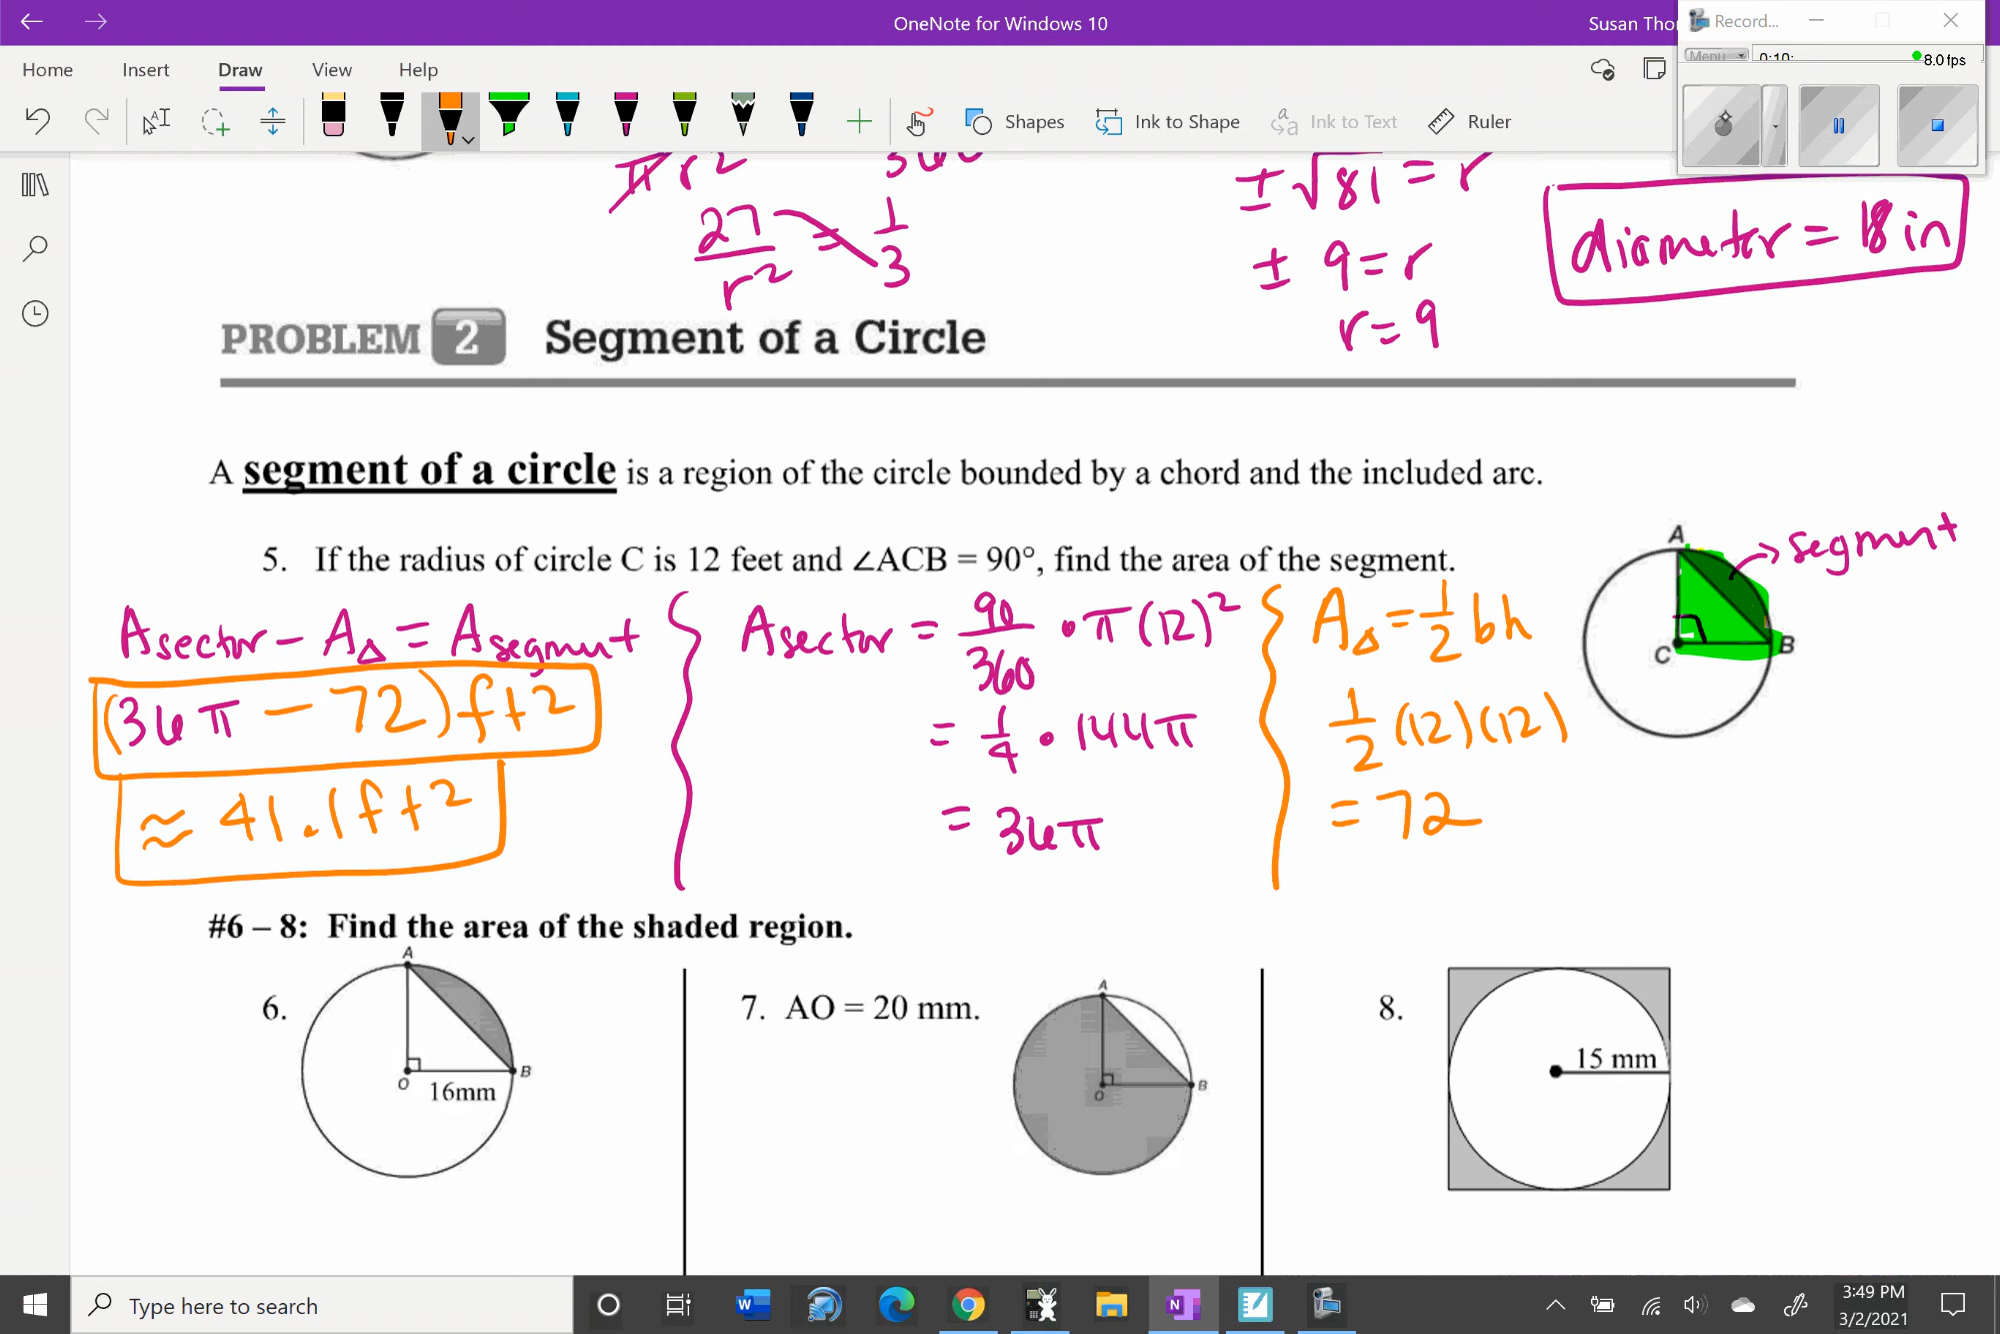 OneNote for Windows 10
Susan Tho
Record...
Menu
0:10:
8.0 fps
Home Insert Draw View Help
Shapes Ink to Shape Ink to Text Ruler
πr²
27/r² = 1/3
±√81 = r
± 9 = r
r = 9
diameter = 18 in
PROBLEM 2 Segment of a Circle
A segment of a circle is a region of the circle bounded by a chord and the included arc.
5. If the radius of circle C is 12 feet and ∠ACB = 90°, find the area of the segment.
A
C
B
segment
Asector - A△ = Asegment
(36π - 72) ft²
≈ 41.1 ft²
Asector = 90/360 • π(12)²
= 1/4 • 144π
= 36π
A△ = 1/2 bh
1/2 (12)(12)
= 72
#6 – 8: Find the area of the shaded region.
6.
A
O
B
16mm
7. AO = 20 mm.
A
O
B
8.
15 mm
Type here to search
3:49 PM
3/2/2021